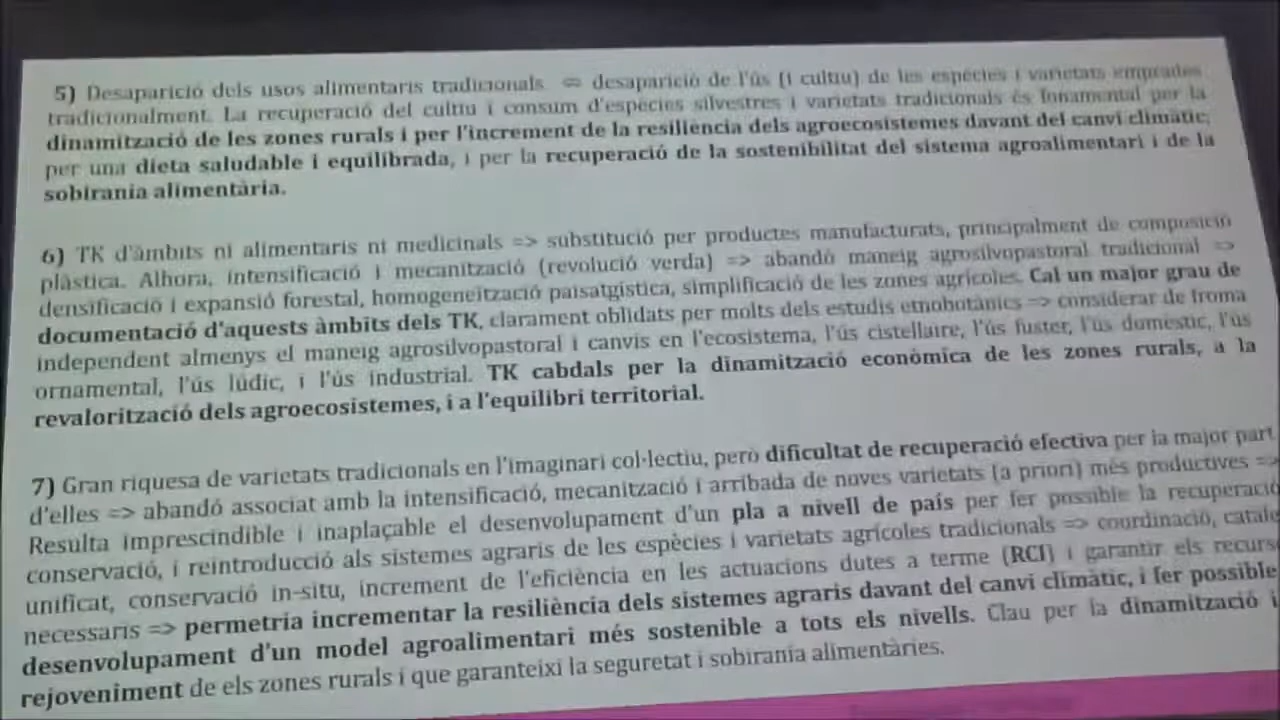 5) Desaparició dels usos alimentaris tradicionals <=> desaparició de l'ús (i cultiu) de les espècies i varietats emprades
tradicionalment. La recuperació del cultiu i consum d'espècies silvestres i varietats tradicionals és fonamental per la
dinamització de les zones rurals i per l'increment de la resiliència dels agroecosistemes davant del canvi climàtic,
per una dieta saludable i equilibrada, i per la recuperació de la sostenibilitat del sistema agroalimentari i de la
sobirania alimentària.
6) TK d'àmbits ni alimentaris ni medicinals => substitució per productes manufacturats, principalment de composició
plàstica. Alhora, intensificació i mecanització (revolució verda) => abandó maneig agrosilvopastoral tradicional =>
densificació i expansió forestal, homogeneïtzació paisatgística, simplificació de les zones agrícoles. Cal un major grau de
documentació d'aquests àmbits dels TK, clarament oblidats per molts dels estudis etnobotànics => considerar de froma
independent almenys el maneig agrosilvopastoral i canvis en l'ecosistema, l'ús cistellaire, l'ús fuster, l'ús domèstic, l'ús
ornamental, l'ús lúdic, i l'ús industrial. TK cabdals per la dinamització econòmica de les zones rurals, a la
revalorització dels agroecosistemes, i a l'equilibri territorial.
7) Gran riquesa de varietats tradicionals en l'imaginari col·lectiu, però dificultat de recuperació efectiva per la major part
d'elles => abandó associat amb la intensificació, mecanització i arribada de noves varietats (a priori) més productives =>
Resulta imprescindible i inaplaçable el desenvolupament d'un pla a nivell de país per fer possible la recuperació
conservació, i reintroducció als sistemes agraris de les espècies i varietats agrícoles tradicionals => coordinació, catàle
unificat, conservació in-situ, increment de l'eficiència en les actuacions dutes a terme (RCI) i garantir els recurs
necessaris => permetria incrementar la resiliència dels sistemes agraris davant del canvi climàtic, i fer possible
desenvolupament d'un model agroalimentari més sostenible a tots els nivells. Clau per la dinamització i
rejoveniment de els zones rurals i que garanteixi la seguretat i sobirania alimentàries.